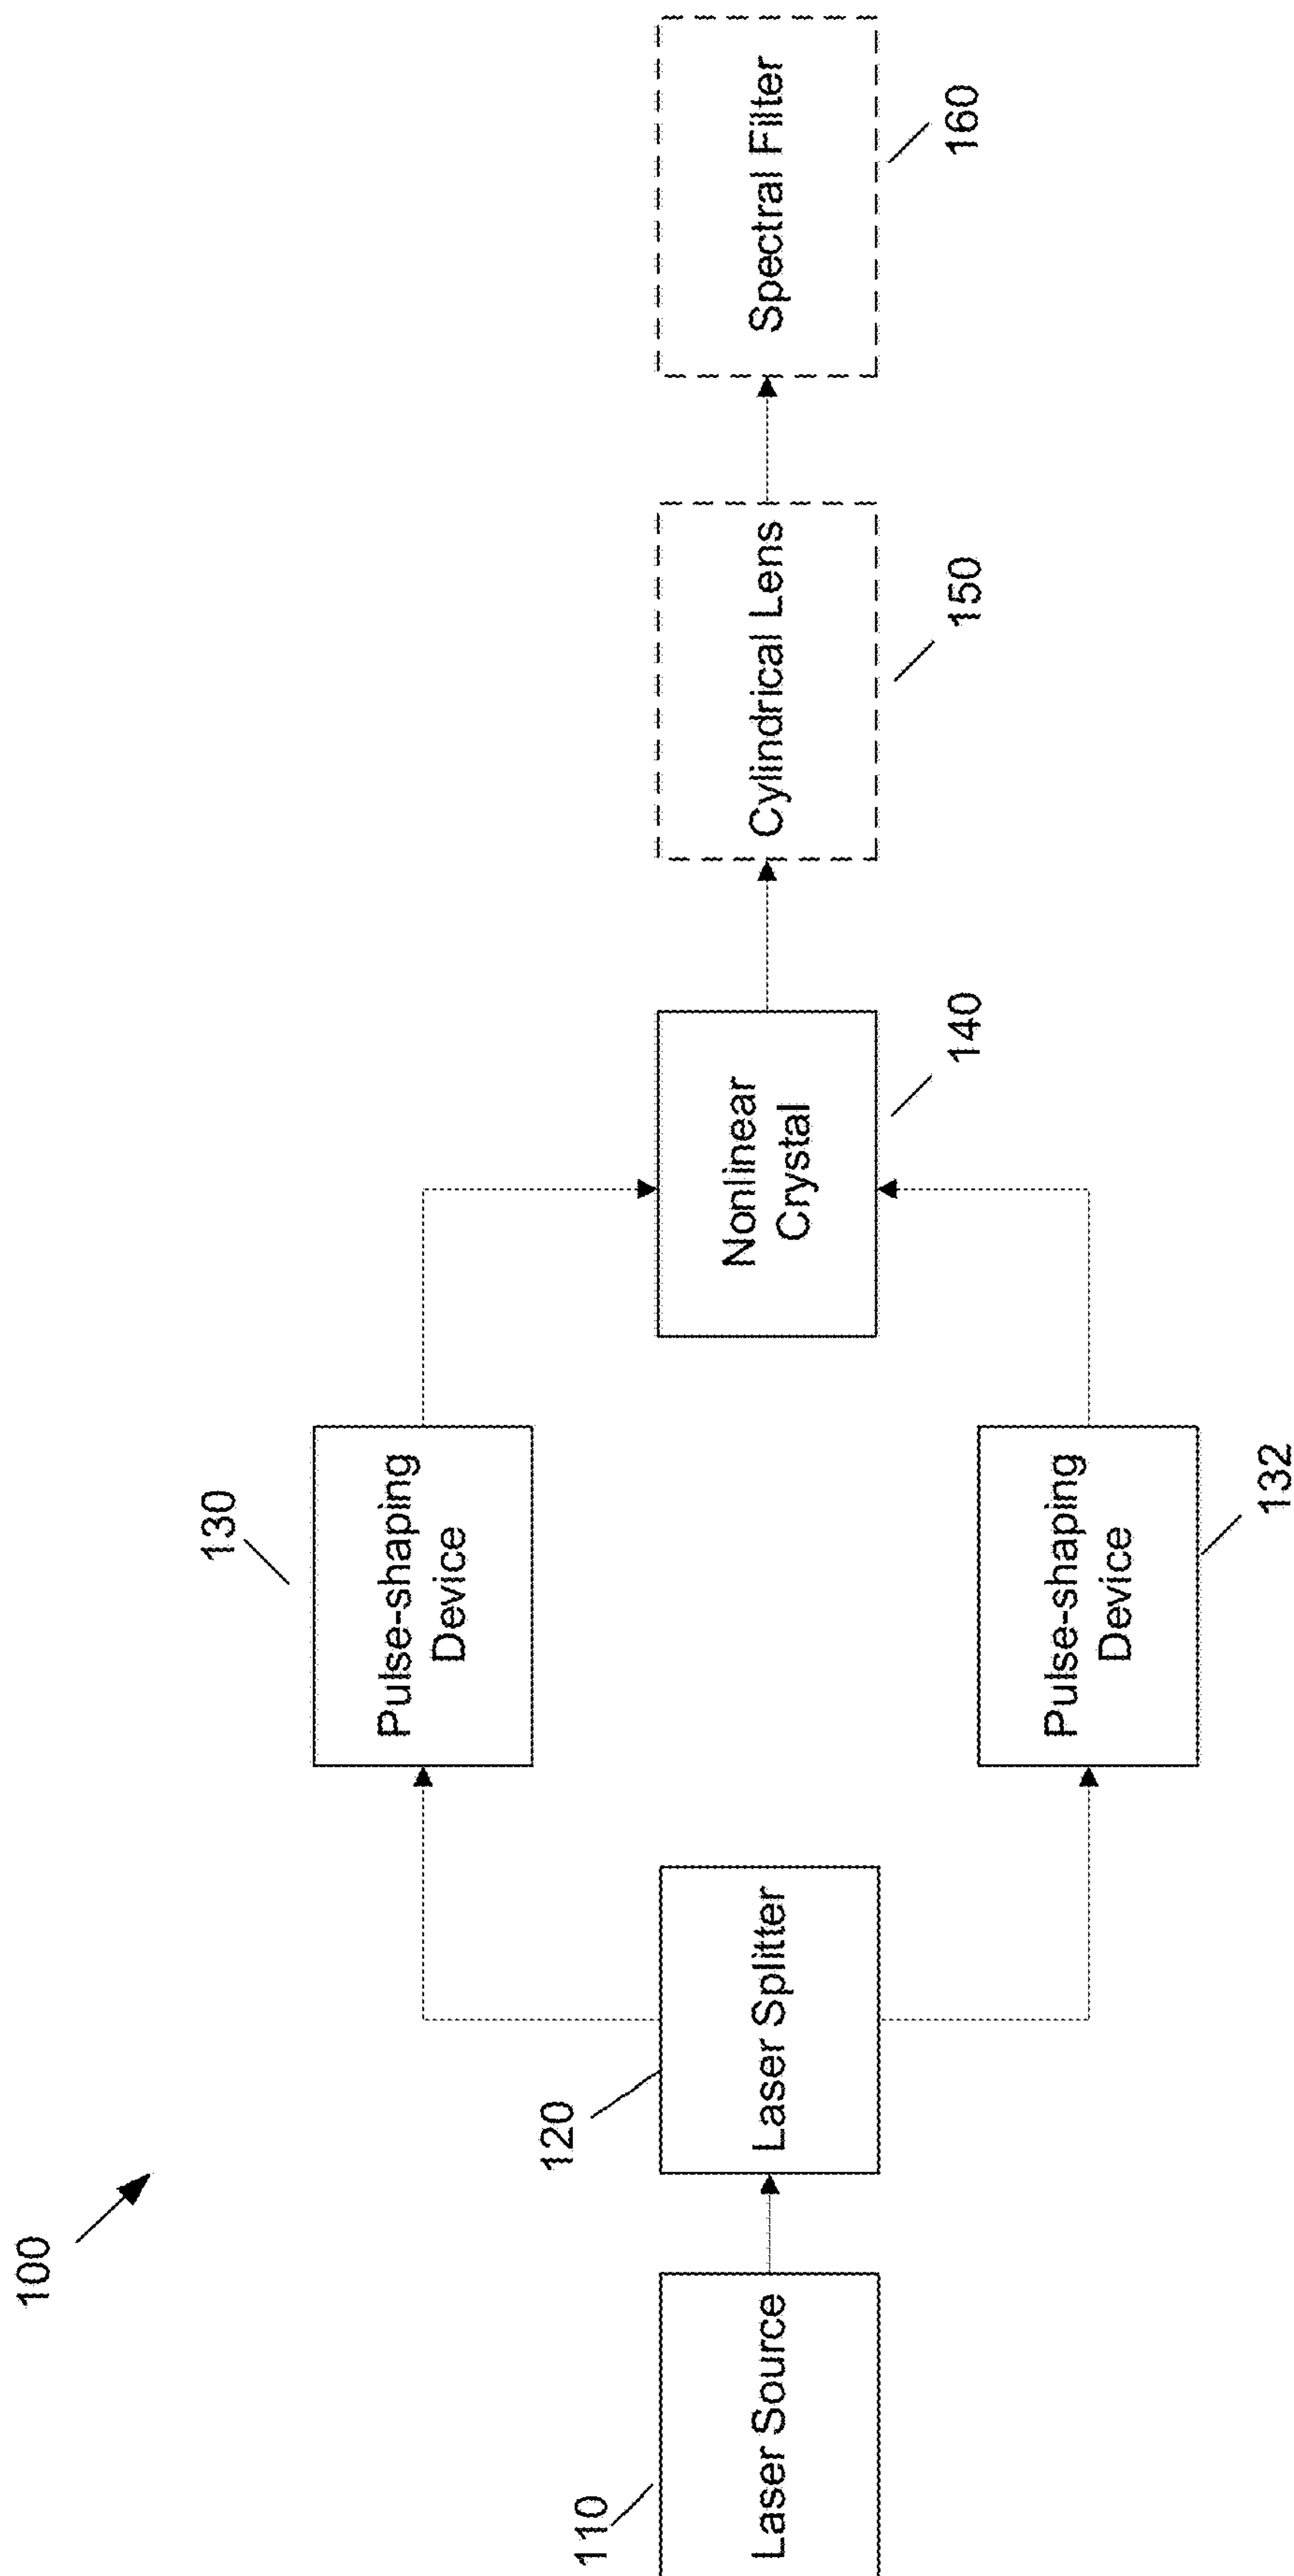 100
110
Laser Source
120
Laser Splitter
130
Pulse-shaping
Device
Pulse-shaping
Device
132
Nonlinear
Crystal
140
Cylindrical Lens
150
Spectral Filter
160